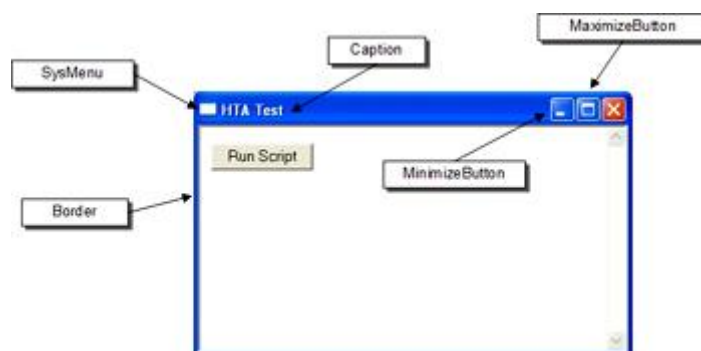 MaximizeButton
Caption
SysMenu
HTA Test
Run Script
MinimizeButton
Border